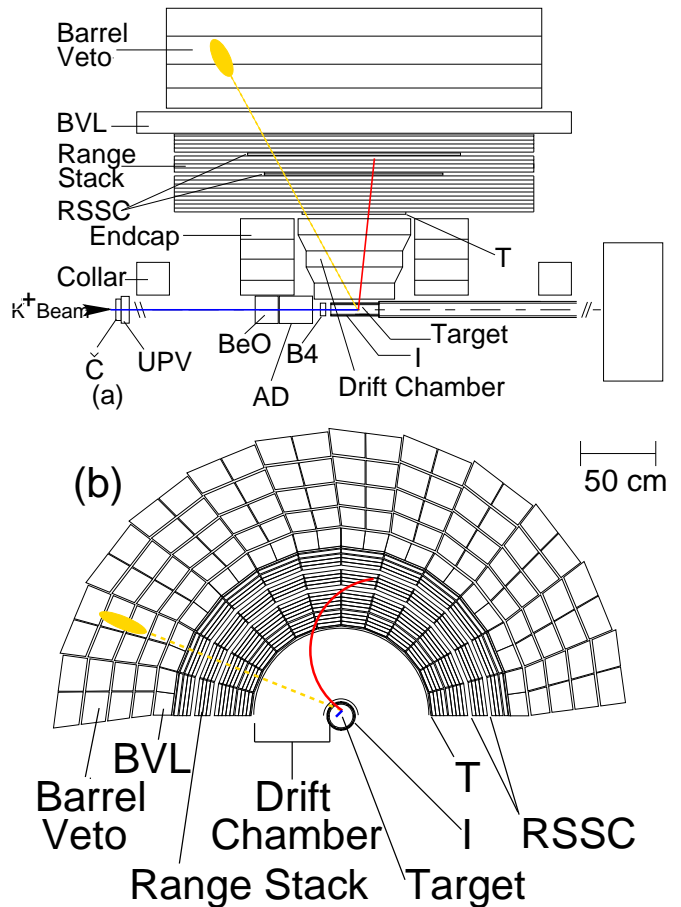 Barrel
Veto
BVL
Range
Stack
RSSC
Endcap
T
Collar
K+ Beam
Target
BeO
B4
I
Č
UPV
Drift Chamber
(a)
AD
(b)
50 cm
BVL
T
Barrel
Veto
Drift
Chamber
I
RSSC
Range Stack
Target